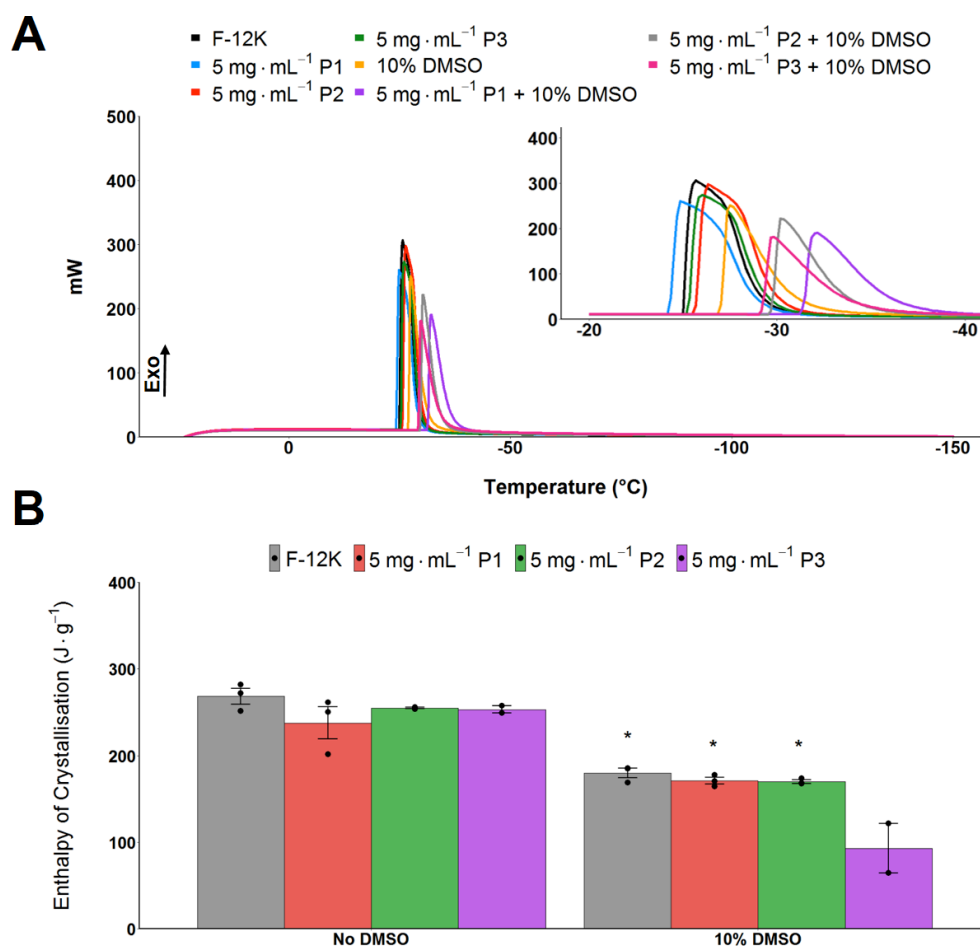 A
F-12K
5 mg · mL⁻¹ P3
5 mg · mL⁻¹ P2 + 10% DMSO
5 mg · mL⁻¹ P1
10% DMSO
5 mg · mL⁻¹ P3 + 10% DMSO
5 mg · mL⁻¹ P2
5 mg · mL⁻¹ P1 + 10% DMSO
500
400
300
200
100
0
mW
Exo
400
300
200
100
0
-20
-30
-40
0
-50
-100
-150
Temperature (°C)
B
F-12K
5 mg · mL⁻¹ P1
5 mg · mL⁻¹ P2
5 mg · mL⁻¹ P3
400
300
200
100
0
Enthalpy of Crystallisation (J · g⁻¹)
* * *
No DMSO
10% DMSO